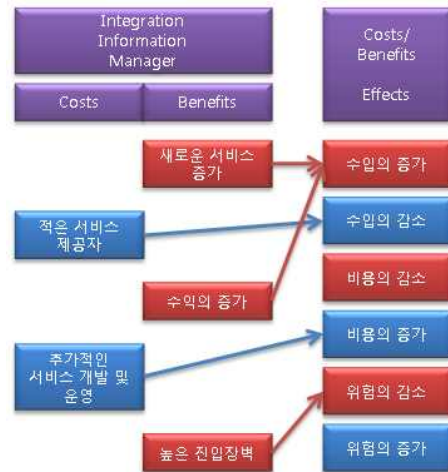 Integration
Information
Manager
Costs/
Benefits
Effects
Costs
Benefits
새로운 서비스
증가
수입의 증가
적은 서비스
제공자
수입의 감소
비용의 감소
수익의 증가
비용의 증가
추가적인
서비스 개발 및
운영
위험의 감소
높은 진입장벽
위험의 증가